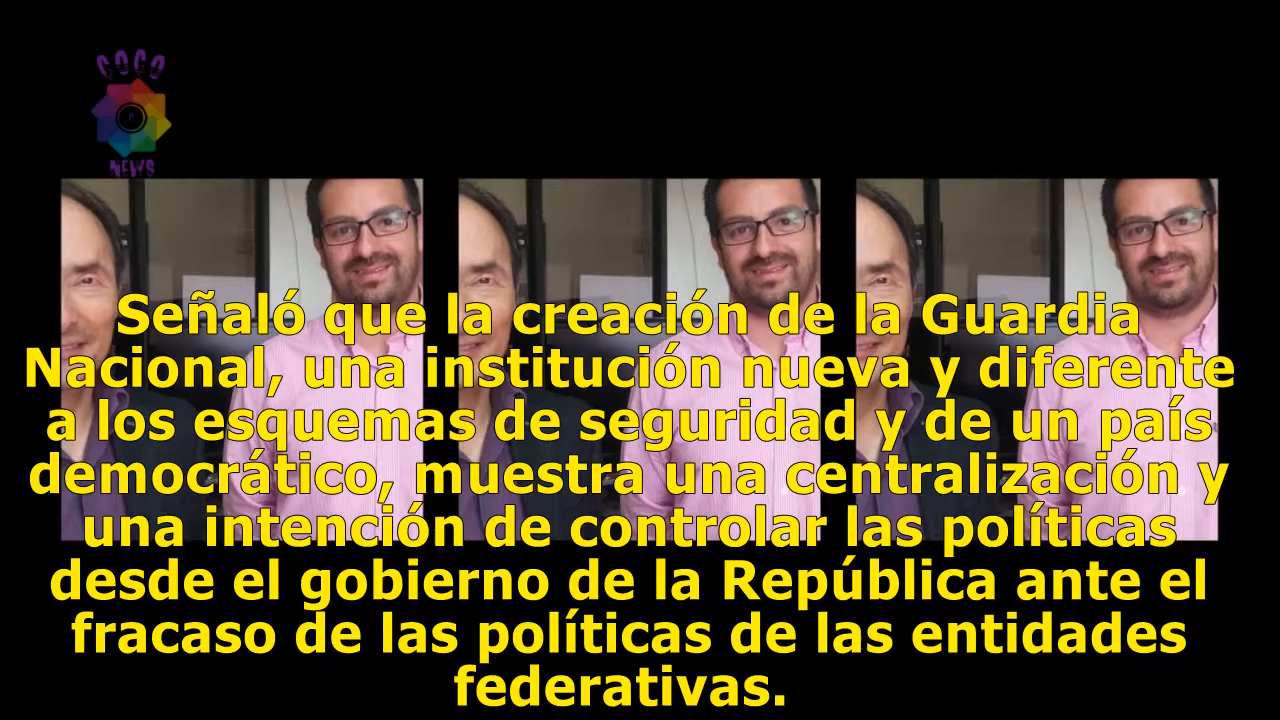 COCO
NEWS
Señaló que la creación de la Guardia
Nacional, una institución nueva y diferente
a los esquemas de seguridad y de un país
democrático, muestra una centralización y
una intención de controlar las políticas
desde el gobierno de la República ante el
fracaso de las políticas de las entidades
federativas.